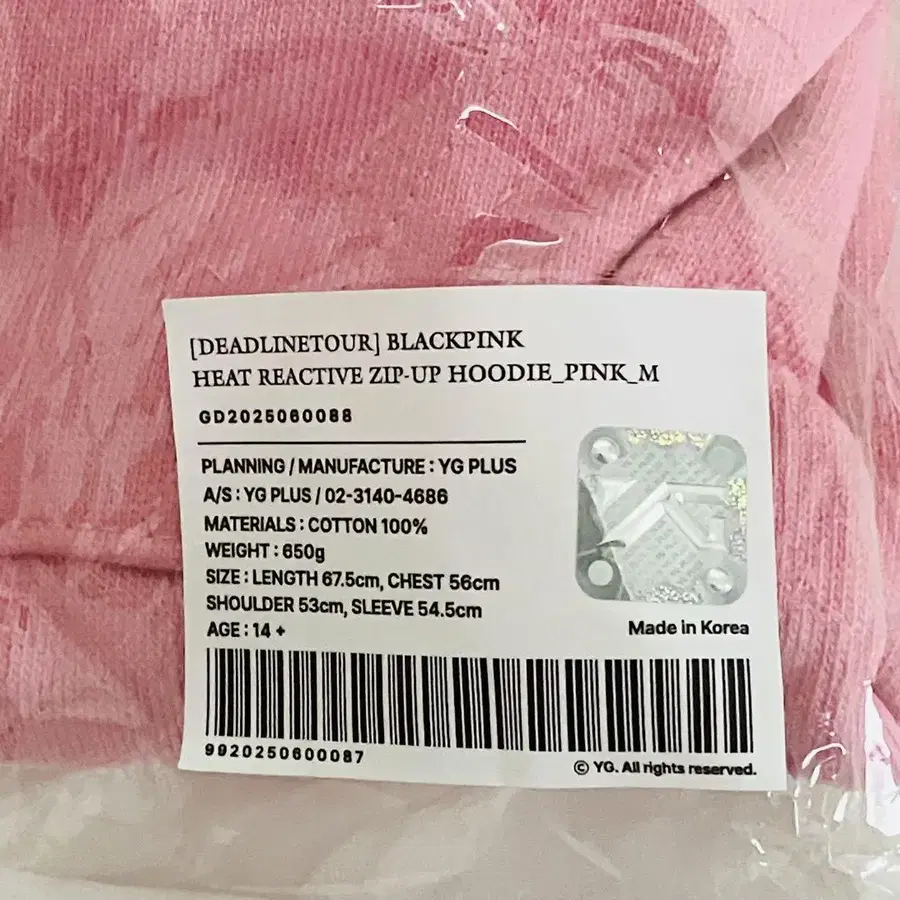 [DEADLINETOUR] BLACKPINK
HEAT REACTIVE ZIP-UP HOODIE_PINK_M
GD2025060088
PLANNING / MANUFACTURE : YG PLUS
A/S : YG PLUS / 02-3140-4686
MATERIALS : COTTON 100%
WEIGHT : 650g
SIZE : LENGTH 67.5cm, CHEST 56cm
SHOULDER 53cm, SLEEVE 54.5cm
AGE : 14 +
Made in Korea
9920250600087
© YG. All rights reserved.